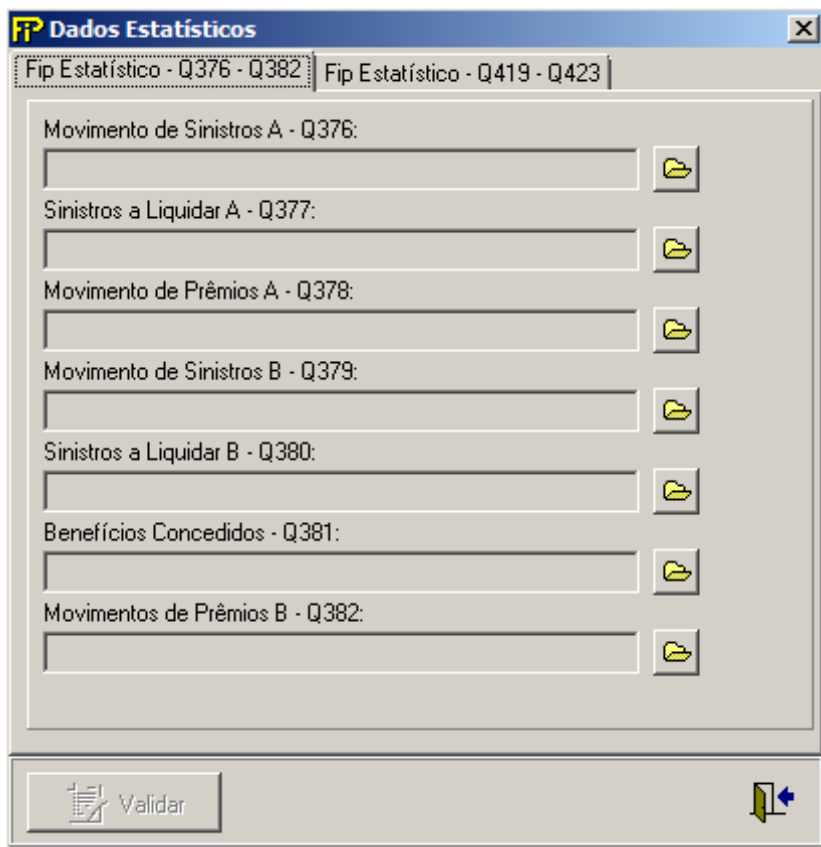 FiP Dados Estatísticos
Fip Estatístico - Q376 - Q382 Fip Estatístico - Q419 - Q423
Movimento de Sinistros A - Q376:
Sinistros a Liquidar A - Q377:
Movimento de Prêmios A - Q378:
Movimento de Sinistros B - Q379:
Sinistros a Liquidar B - Q380:
Benefícios Concedidos - Q381:
Movimentos de Prêmios B - Q382:
Validar